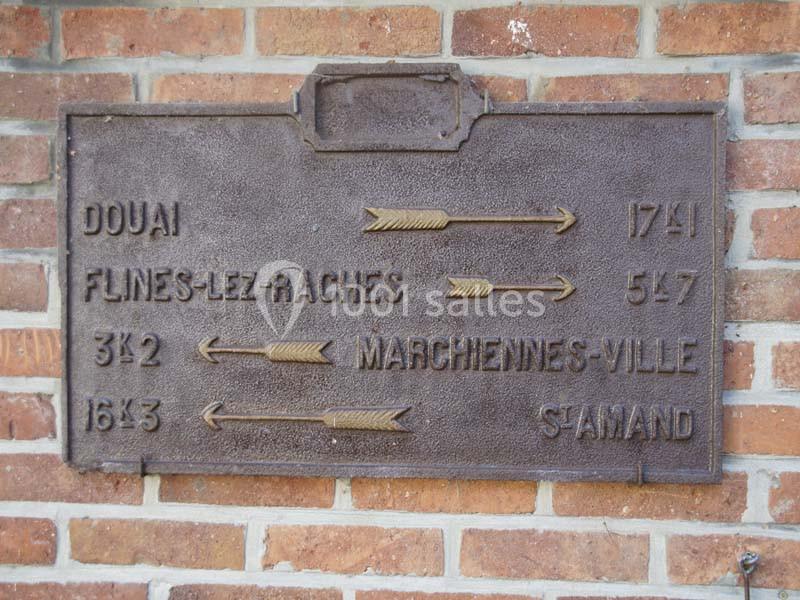 DOUAI 17K1
FLINES-LEZ-RACHES 5K7
3K2 MARCHIENNES-VILLE
16K3 ST AMAND
1001 salles